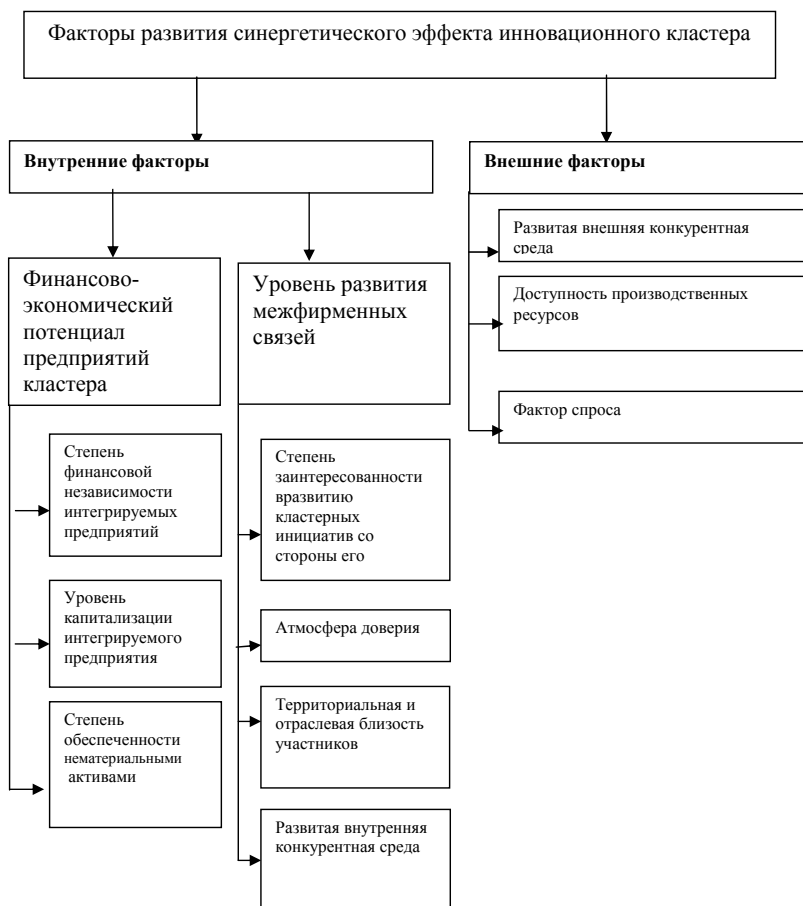 Факторы развития синергетического эффекта инновационного кластера
Внутренние факторы
Внешние факторы
Финансово-
экономический
потенциал
предприятий
кластера
Степень
финансовой
независимости
интегрируемых
предприятий
Уровень
капитализации
интегрируемого
предприятия
Степень
обеспеченности
нематериальными
активами
Уровень развития
межфирменных
связей
Степень
заинтересованности
вразвитию
кластерных
инициатив со
стороны его
Атмосфера доверия
Территориальная и
отраслевая близость
участников
Развитая внутренняя
конкурентная среда
Развитая внешняя конкурентная
среда
Доступность производственных
ресурсов
Фактор спроса